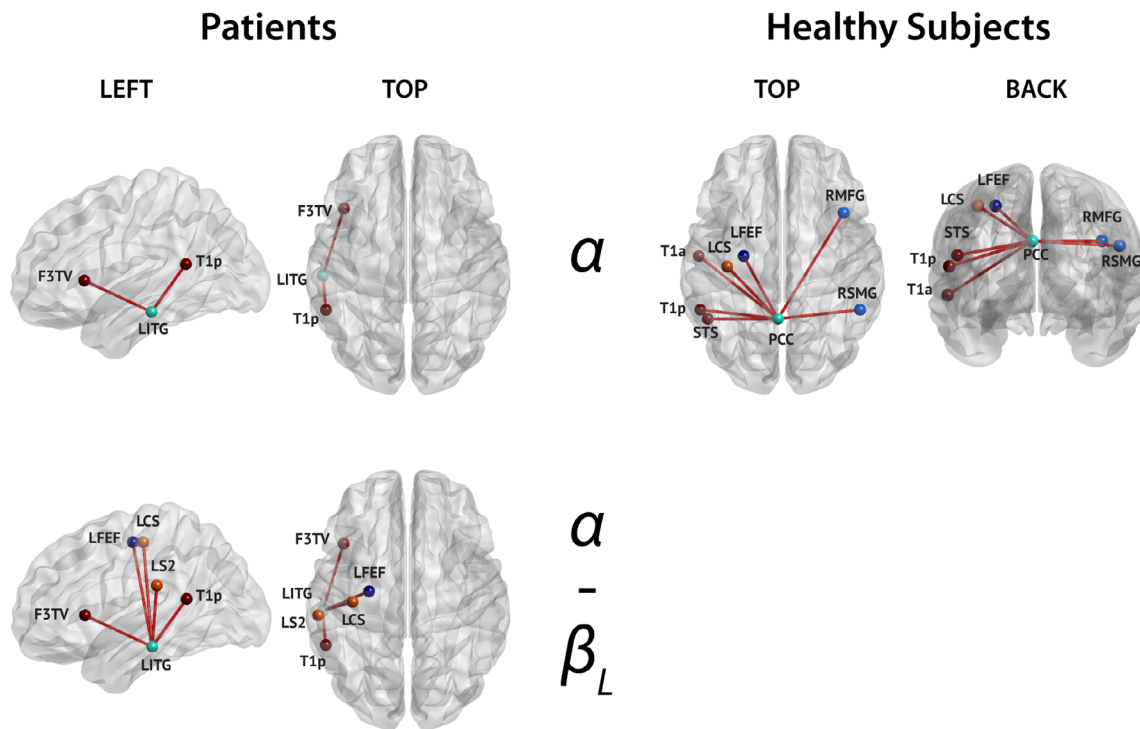 Patients
Healthy Subjects
LEFT
TOP
TOP
BACK
F3TV
T1p
LITG
F3TV
LITG
T1p
α
RMFG
LFEF
T1a
LCS
RSMG
T1p
STS
PCC
LFEF
LCS
RMFG
STS
PCC
RSMG
T1p
T1a
LCS
LFEF
LS2
T1p
F3TV
LITG
F3TV
LFEF
LITG
LS2
LCS
T1p
α
-
βL